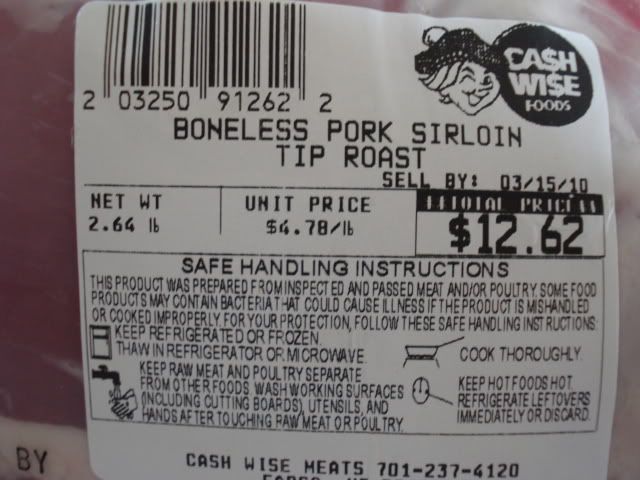 CASH
WI$E
FOODS
2 03250 91262 2
BONELESS PORK SIRLOIN
TIP ROAST
SELL BY: 03/15/10
NET WT
2.64 lb
UNIT PRICE
$4.78/lb
TOTAL PRICE
$12.62
SAFE HANDLING INSTRUCTIONS
THIS PRODUCT WAS PREPARED FROM INSPECTED AND PASSED MEAT AND/OR POULTRY. SOME FOOD
PRODUCTS MAY CONTAIN BACTERIA THAT COULD CAUSE ILLNESS IF THE PRODUCT IS MISHANDLED
OR COOKED IMPROPERLY. FOR YOUR PROTECTION, FOLLOW THESE SAFE HANDLING INSTRUCTIONS:
KEEP REFRIGERATED OR FROZEN.
THAW IN REFRIGERATOR OR MICROWAVE.
KEEP RAW MEAT AND POULTRY SEPARATE
FROM OTHER FOODS WASH WORKING SURFACES
(INCLUDING CUTTING BOARDS), UTENSILS, AND
HANDS AFTER TOUCHING RAW MEAT OR POULTRY.
COOK THOROUGHLY.
KEEP HOT FOODS HOT.
REFRIGERATE LEFTOVERS
IMMEDIATELY OR DISCARD.
BY
CASH WISE MEATS 701-237-4120